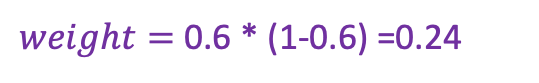 weight = 0.6 * (1-0.6) =0.24